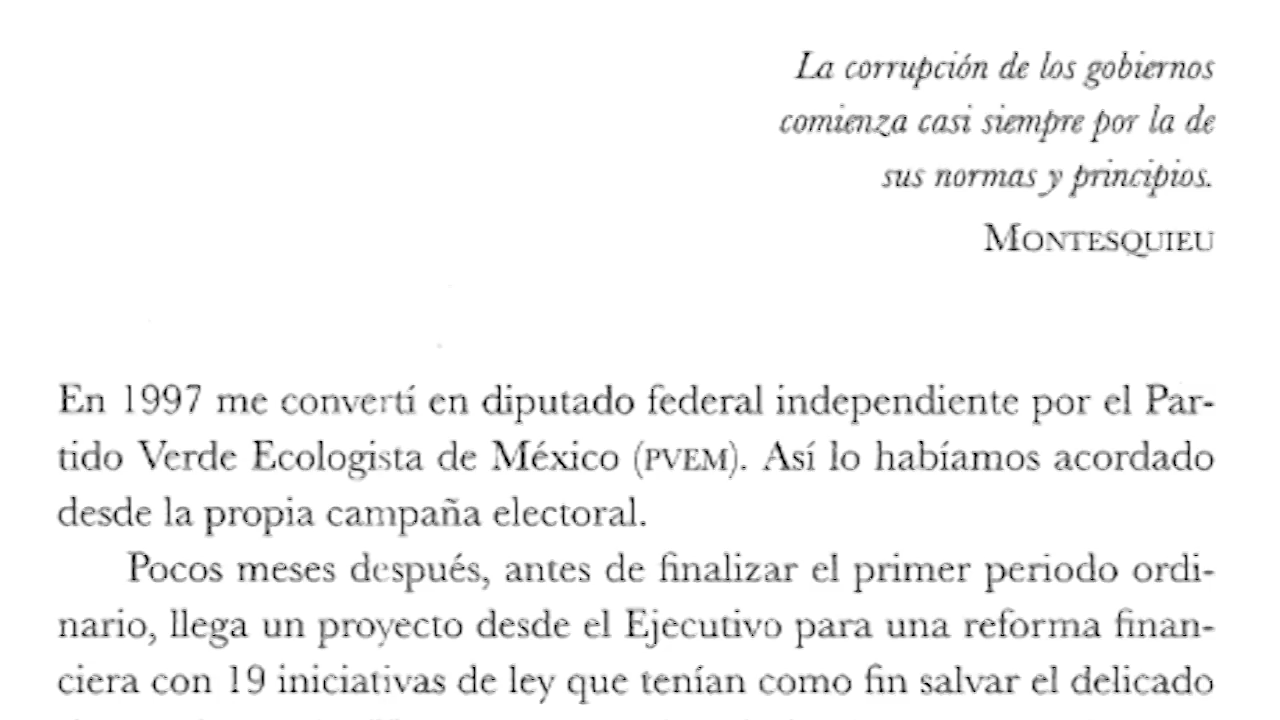 La corrupción de los gobiernos
comienza casi siempre por la de
sus normas y principios.
MONTESQUIEU
En 1997 me convertí en diputado federal independiente por el Par-
tido Verde Ecologista de México (PVEM). Así lo habíamos acordado
desde la propia campaña electoral.
Pocos meses después, antes de finalizar el primer periodo ordi-
nario, llega un proyecto desde el Ejecutivo para una reforma finan-
ciera con 19 iniciativas de ley que tenían como fin salvar el delicado